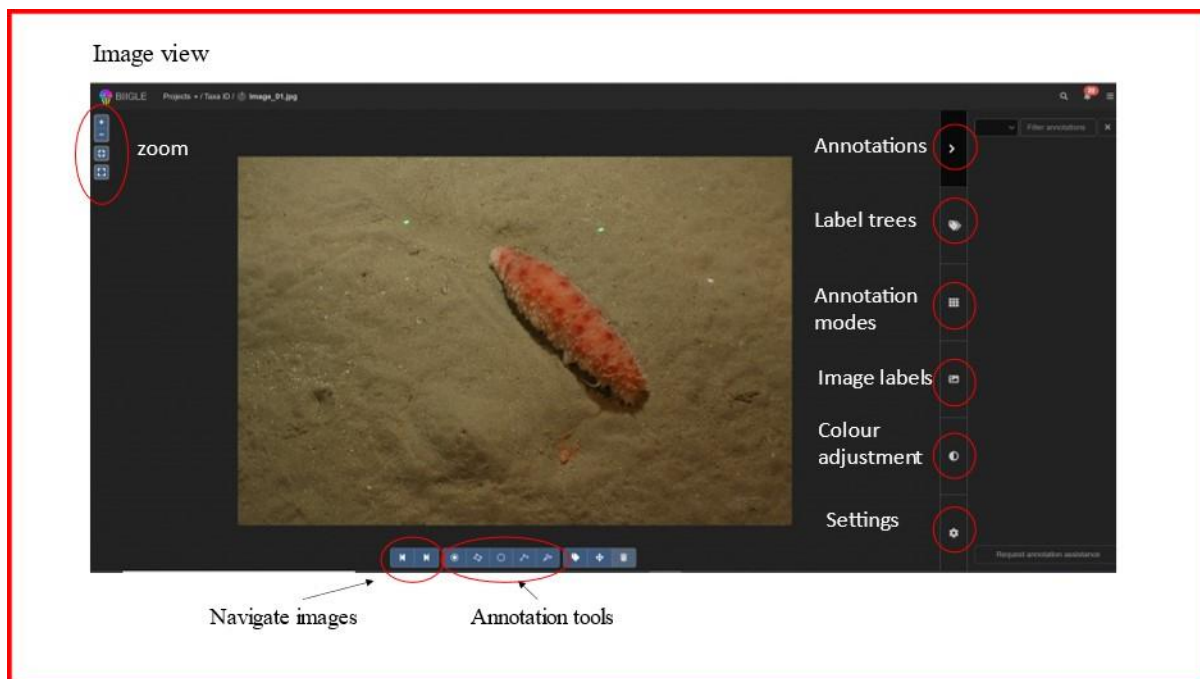 Image view
BIIGLE Projects / Taxa ID / Image_01.jpg
zoom
Filter annotations
Annotations
Label trees
Annotation
modes
Image labels
Colour
adjustment
Settings
Request annotation assistance
Navigate images
Annotation tools